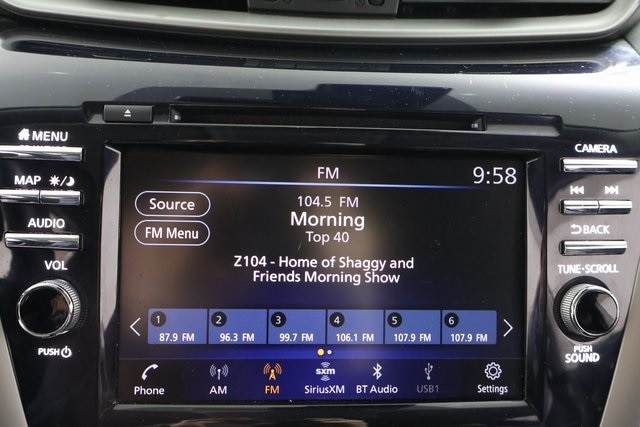 MENU
MAP
AUDIO
VOL
PUSH
FM
9:58
Source
FM Menu
104.5 FM
Morning
Top 40
Z104 - Home of Shaggy and
Friends Morning Show
1 2 3 4 5 6
87.9 FM 96.3 FM 99.7 FM 106.1 FM 107.9 FM 107.9 FM
sxm
Phone AM FM SiriusXM BT Audio USB1 Settings
CAMERA
BACK
TUNE·SCROLL
PUSH
SOUND